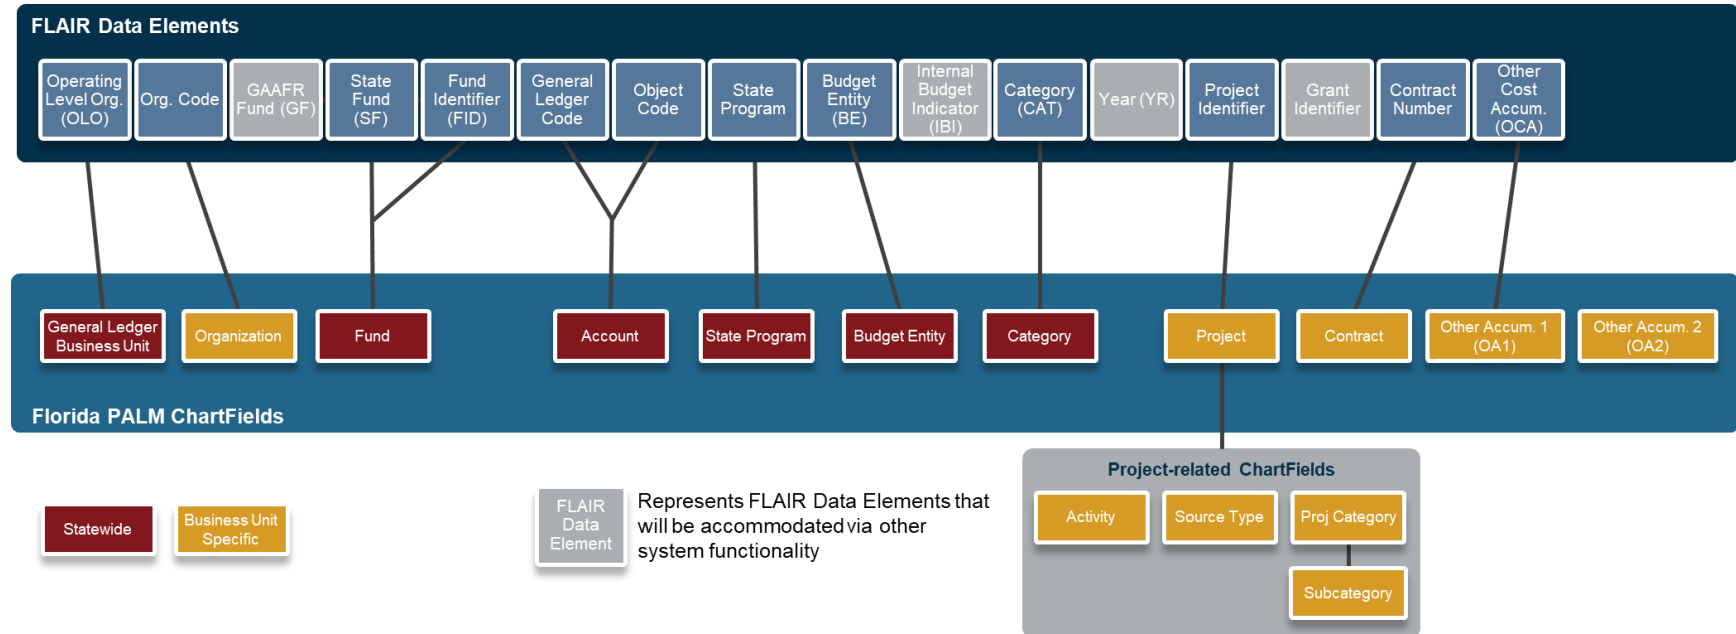 FLAIR Data Elements
Operating
Level Org.
(OLO)
Org. Code
GAAFR
Fund (GF)
State
Fund
(SF)
Fund
Identifier
(FID)
General
Ledger
Code
Object
Code
State
Program
Budget
Entity
(BE)
Internal
Budget
Indicator
(IBI)
Category
(CAT)
Year (YR)
Project
Identifier
Grant
Identifier
Contract
Number
Other
Cost
Accum.
(OCA)
General Ledger
Business Unit
Organization
Fund
Account
State Program
Budget Entity
Category
Project
Contract
Other Accum. 1
(OA1)
Other Accum. 2
(OA2)
Florida PALM ChartFields
Project-related ChartFields
Activity
Source Type
Proj Category
Subcategory
Statewide
Business Unit
Specific
FLAIR
Data
Element
Represents FLAIR Data Elements that
will be accommodated via other
system functionality